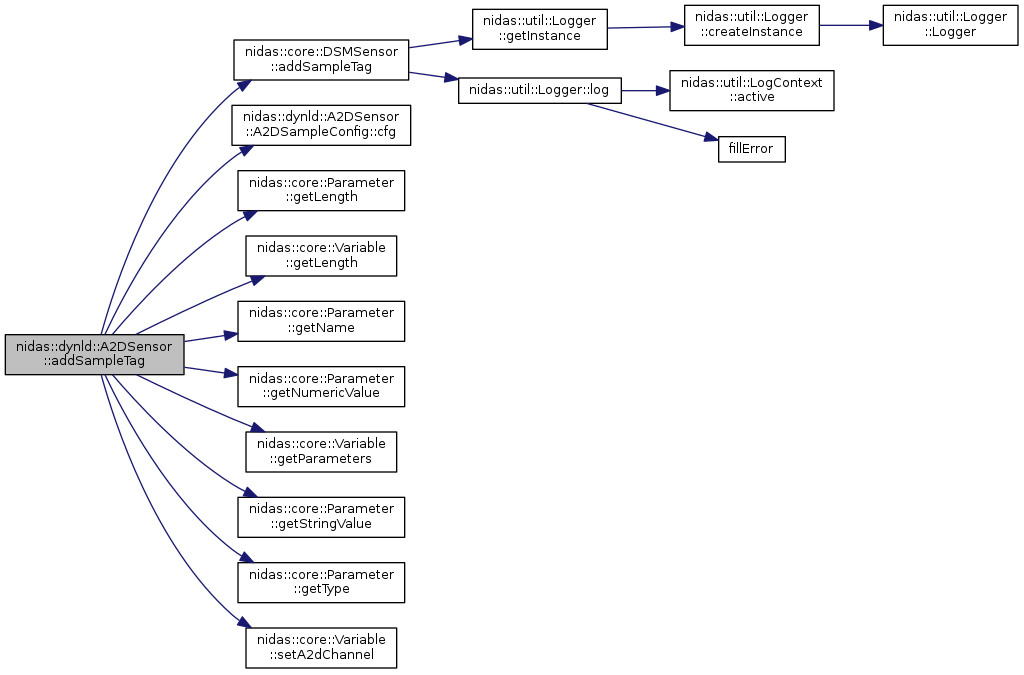 nidas::dynld::A2DSensor
::addSampleTag
nidas::core::DSMSensor
::addSampleTag
nidas::util::Logger
::getInstance
nidas::util::Logger
::createInstance
nidas::util::Logger
::Logger
nidas::util::Logger::log
nidas::util::LogContext
::active
fillError
nidas::dynld::A2DSensor
::A2DSampleConfig::cfg
nidas::core::Parameter
::getLength
nidas::core::Variable
::getLength
nidas::core::Parameter
::getName
nidas::core::Parameter
::getNumericValue
nidas::core::Variable
::getParameters
nidas::core::Parameter
::getStringValue
nidas::core::Parameter
::getType
nidas::core::Variable
::setA2dChannel